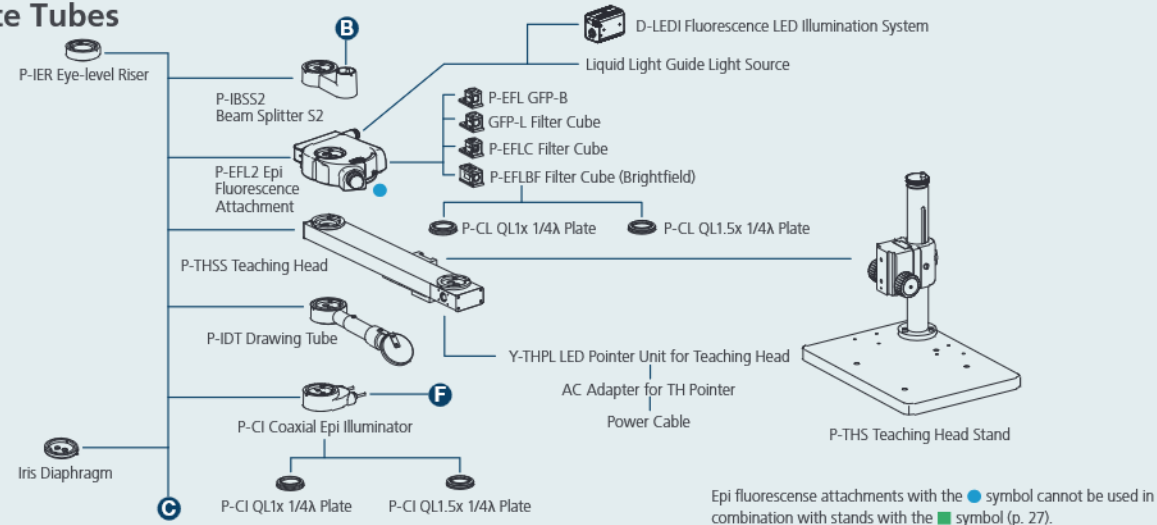 te Tubes
B
D-LEDI Fluorescence LED Illumination System
P-IER Eye-level Riser
Liquid Light Guide Light Source
P-IBSS2
Beam Splitter S2
P-EFL GFP-B
GFP-L Filter Cube
P-EFLC Filter Cube
P-EFLBF Filter Cube (Brightfield)
P-EFL2 Epi
Fluorescence
Attachment
P-CL QL1x 1/4λ Plate
P-CL QL1.5x 1/4λ Plate
P-THSS Teaching Head
P-IDT Drawing Tube
Y-THPL LED Pointer Unit for Teaching Head
AC Adapter for TH Pointer
Power Cable
F
P-CI Coaxial Epi Illuminator
P-THS Teaching Head Stand
Iris Diaphragm
P-CI QL1x 1/4λ Plate
P-CI QL1.5x 1/4λ Plate
C
Epi fluorescense attachments with the ● symbol cannot be used in
combination with stands with the ■ symbol (p. 27).